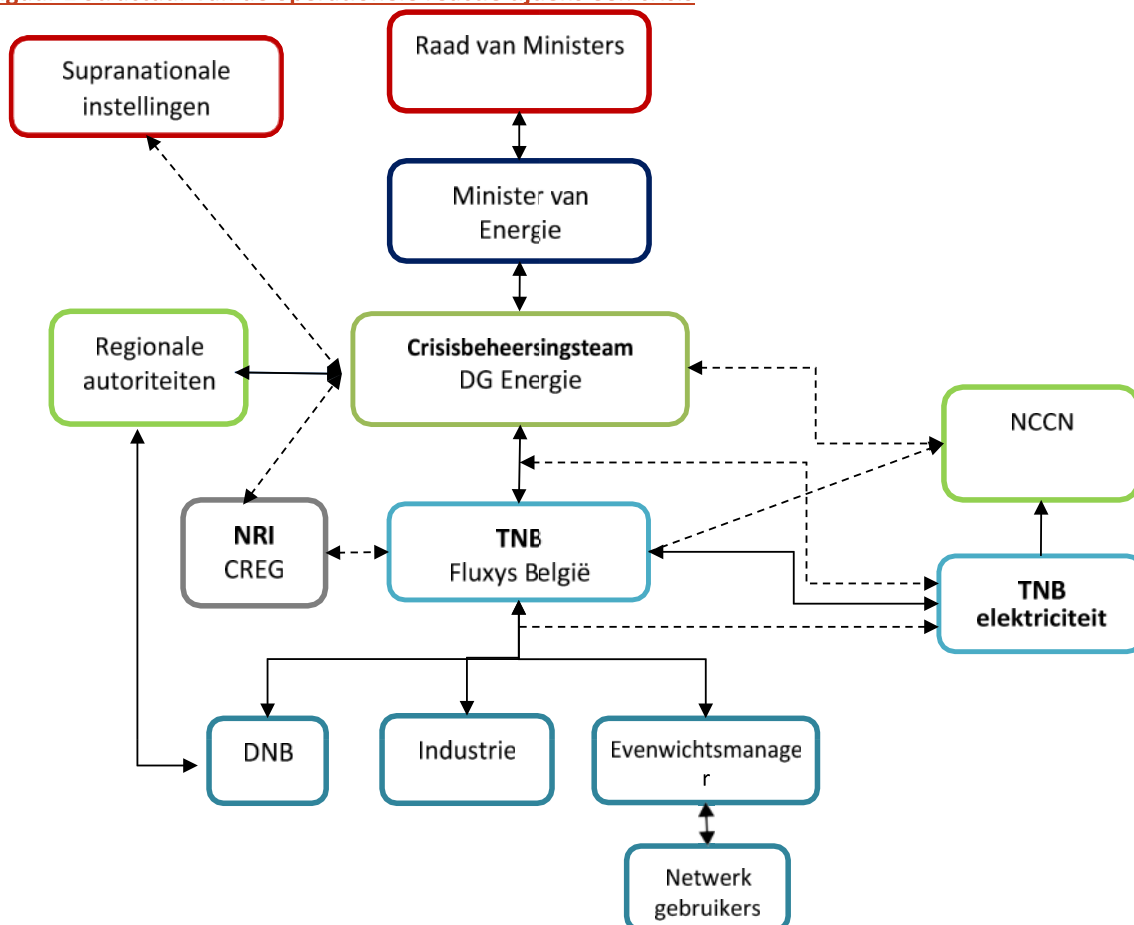 Raad van Ministers
Supranationale
instellingen
Minister van
Energie
Regionale
autoriteiten
Crisisbeheersingsteam
DG Energie
NCCN
NRI
CREG
TNB
Fluxys België
TNB
elektriciteit
DNB
Industrie
Evenwichtsmanage
r
Netwerk
gebruikers